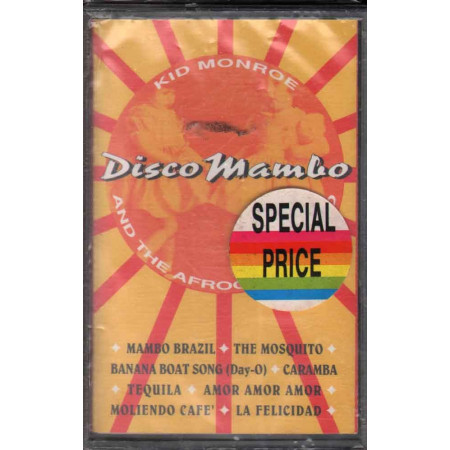 KID MONROE
Disco Mambo
AND THE AFROC
SPECIAL
PRICE
• MAMBO BRAZIL • THE MOSQUITO •
BANANA BOAT SONG (Day-O) • CARAMBA
• TEQUILA • AMOR AMOR AMOR •
MOLIENDO CAFE' • LA FELICIDAD •